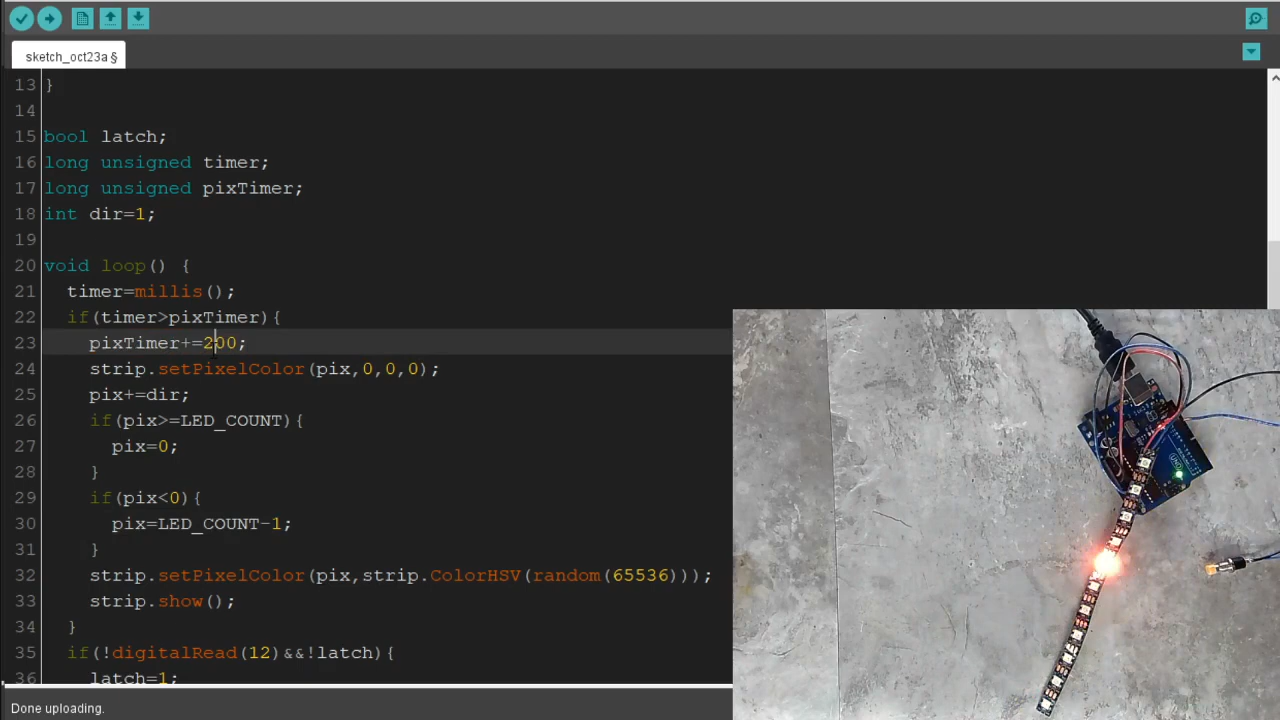 sketch_oct23a §
13 }
14
15 bool latch;
16 long unsigned timer;
17 long unsigned pixTimer;
18 int dir=1;
19
20 void loop() {
21 timer=millis();
22 if(timer>pixTimer){
23 pixTimer+=200;
24 strip.setPixelColor(pix,0,0,0);
25 pix+=dir;
26 if(pix>=LED_COUNT){
27 pix=0;
28 }
29 if(pix<0){
30 pix=LED_COUNT-1;
31 }
32 strip.setPixelColor(pix,strip.ColorHSV(random(65536)));
33 strip.show();
34 }
35 if(!digitalRead(12)&&!latch){
36 latch=1;
Done uploading.